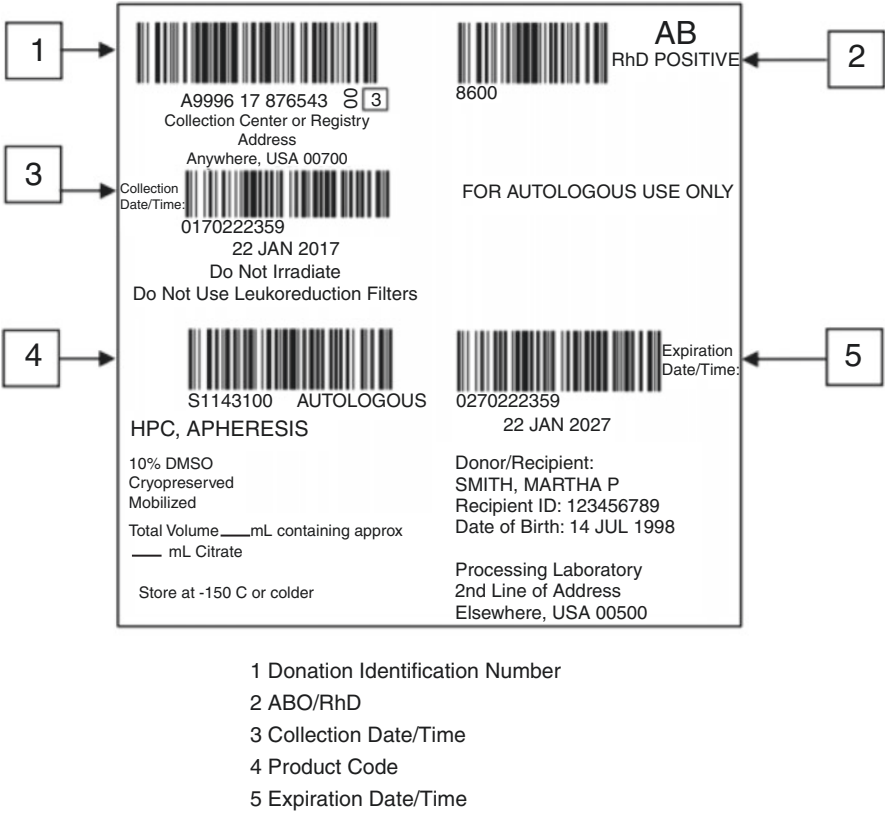 1
A9996 17 876543 00 3
Collection Center or Registry
Address
Anywhere, USA 00700
3
Collection
Date/Time:
0170222359
22 JAN 2017
Do Not Irradiate
Do Not Use Leukoreduction Filters
4
S1143100 AUTOLOGOUS
HPC, APHERESIS
10% DMSO
Cryopreserved
Mobilized
Total Volume ___mL containing approx
___ mL Citrate
Store at -150 C or colder
AB
RhD POSITIVE
2
8600
FOR AUTOLOGOUS USE ONLY
Expiration
Date/Time:
5
0270222359
22 JAN 2027
Donor/Recipient:
SMITH, MARTHA P
Recipient ID: 123456789
Date of Birth: 14 JUL 1998
Processing Laboratory
2nd Line of Address
Elsewhere, USA 00500
1 Donation Identification Number
2 ABO/RhD
3 Collection Date/Time
4 Product Code
5 Expiration Date/Time